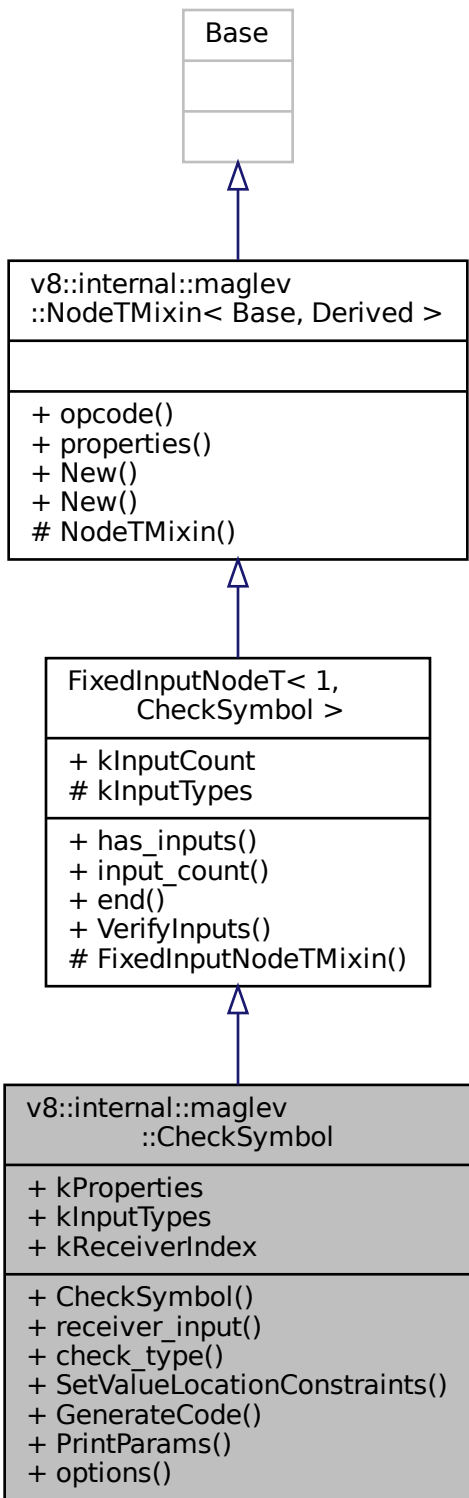 Base
v8::internal::maglev
::NodeTMixin< Base, Derived >
+ opcode()
+ properties()
+ New()
+ New()
# NodeTMixin()
FixedInputNodeT< 1,
CheckSymbol >
+ kInputCount
# kInputTypes
+ has_inputs()
+ input_count()
+ end()
+ VerifyInputs()
# FixedInputNodeTMixin()
v8::internal::maglev
::CheckSymbol
+ kProperties
+ kInputTypes
+ kReceiverIndex
+ CheckSymbol()
+ receiver_input()
+ check_type()
+ SetValueLocationConstraints()
+ GenerateCode()
+ PrintParams()
+ options()